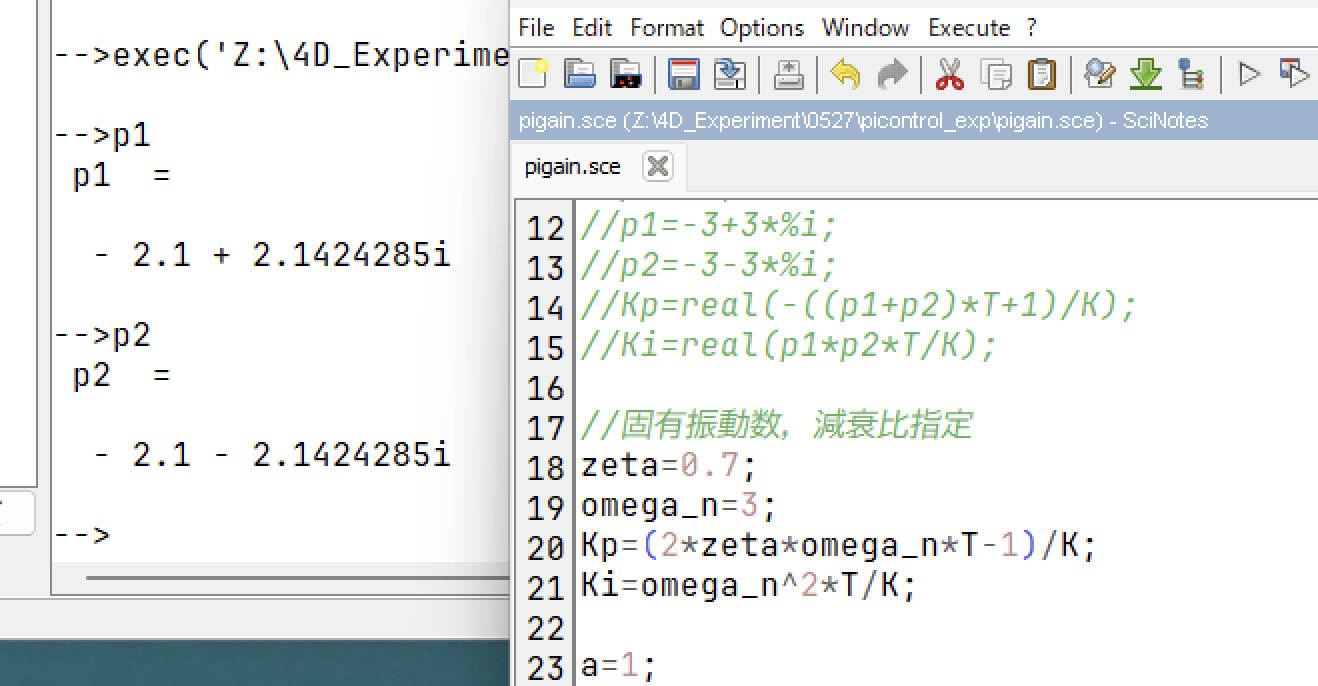 -->exec('Z:\4D_Experime
-->p1
p1 =
- 2.1 + 2.1424285i
-->p2
p2 =
- 2.1 - 2.1424285i
-->
File Edit Format Options Window Execute ?
pigain.sce (Z:\4D_Experiment\0527\picontrol_exp\pigain.sce) - SciNotes
pigain.sce
12 //p1=-3+3*%i;
13 //p2=-3-3*%i;
14 //Kp=real(-((p1+p2)*T+1)/K);
15 //Ki=real(p1*p2*T/K);
16
17 //固有振動数，減衰比指定
18 zeta=0.7;
19 omega_n=3;
20 Kp=(2*zeta*omega_n*T-1)/K;
21 Ki=omega_n^2*T/K;
22
23 a=1;